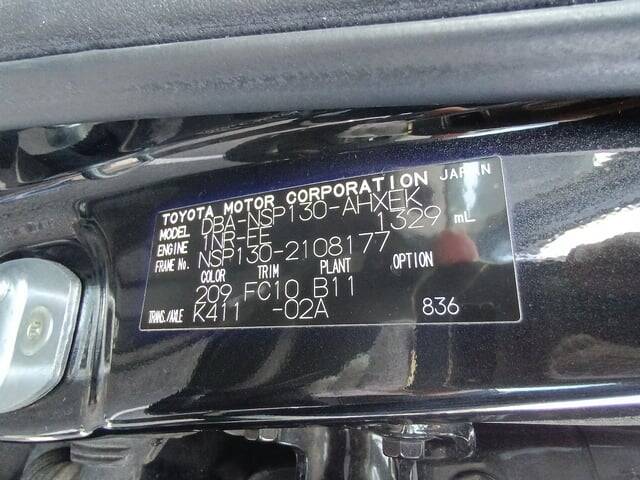 TOYOTA MOTOR CORPORATION JAPAN
MODEL DBA-NSP130-AHXEK
ENGINE 1NR-FE 1329 mL
FRAME No. NSP130-2108177
COLOR TRIM PLANT OPTION
209 FC10 B11
TRANS./AXLE K411 -02A 836